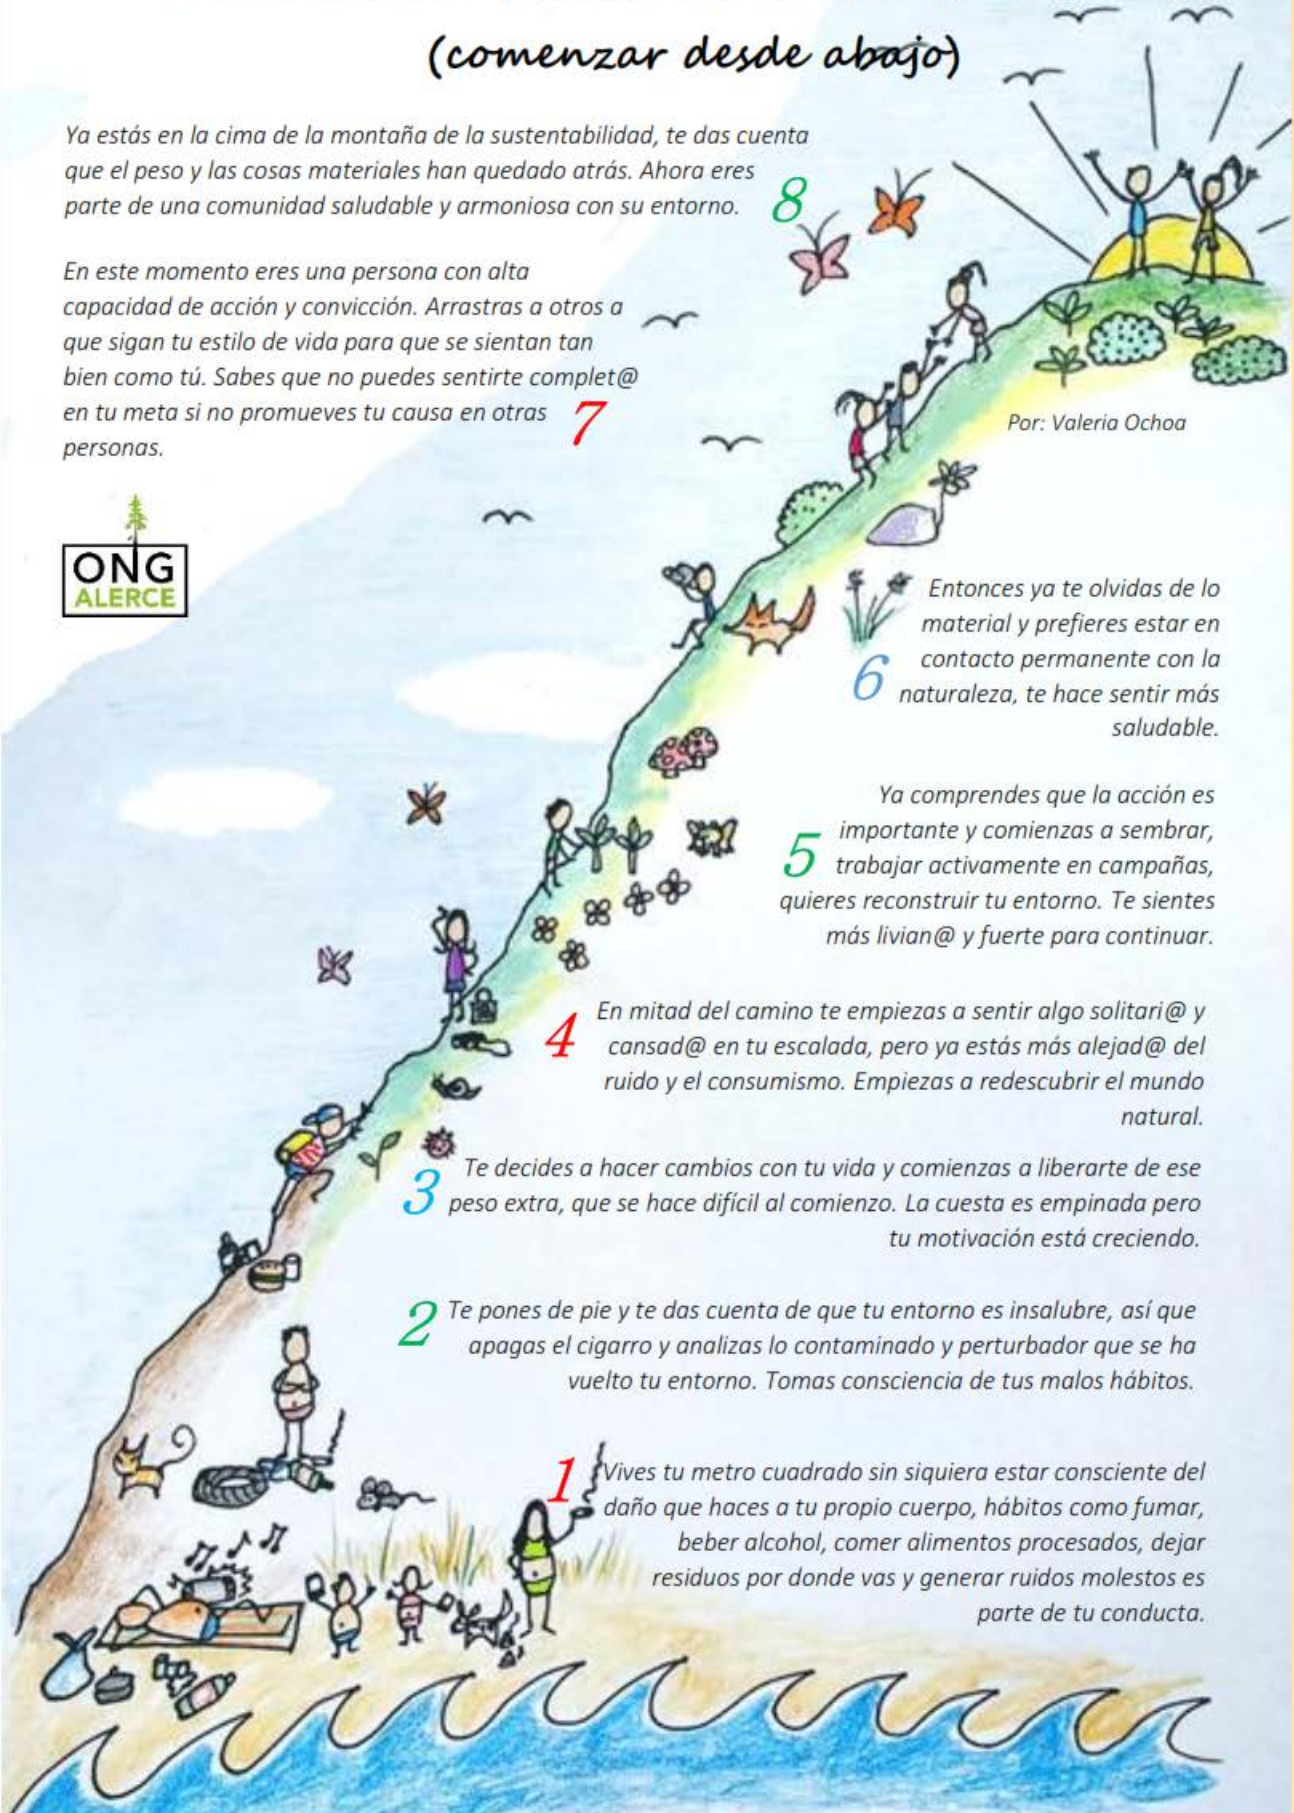 (comenzar desde abajo)
Ya estás en la cima de la montaña de la sustentabilidad, te das cuenta
que el peso y las cosas materiales han quedado atrás. Ahora eres
parte de una comunidad saludable y armoniosa con su entorno.
8
En este momento eres una persona con alta
capacidad de acción y convicción. Arrastras a otros a
que sigan tu estilo de vida para que se sientan tan
bien como tú. Sabes que no puedes sentirte complet@
en tu meta si no promueves tu causa en otras
personas.
7
Por: Valeria Ochoa
ONG
ALERCE
Entonces ya te olvidas de lo
material y prefieres estar en
contacto permanente con la
naturaleza, te hace sentir más
saludable.
6
Ya comprendes que la acción es
importante y comienzas a sembrar,
trabajar activamente en campañas,
quieres reconstruir tu entorno. Te sientes
más livian@ y fuerte para continuar.
5
En mitad del camino te empiezas a sentir algo solitari@ y
cansad@ en tu escalada, pero ya estás más alejad@ del
ruido y el consumismo. Empiezas a redescubrir el mundo
natural.
4
Te decides a hacer cambios con tu vida y comienzas a liberarte de ese
peso extra, que se hace difícil al comienzo. La cuesta es empinada pero
tu motivación está creciendo.
3
Te pones de pie y te das cuenta de que tu entorno es insalubre, así que
apagas el cigarro y analizas lo contaminado y perturbador que se ha
vuelto tu entorno. Tomas consciencia de tus malos hábitos.
2
Vives tu metro cuadrado sin siquiera estar consciente del
daño que haces a tu propio cuerpo, hábitos como fumar,
beber alcohol, comer alimentos procesados, dejar
residuos por donde vas y generar ruidos molestos es
parte de tu conducta.
1